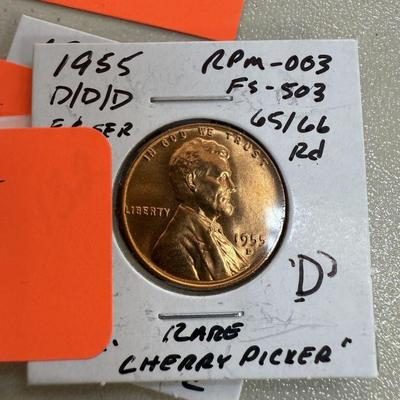 1955
D/D/D
RPM-003
FS-503
65/66
Rd
IN GOD WE TRUST
LIBERTY
1955
D
"D"
RARE
CHERRY PICKER"